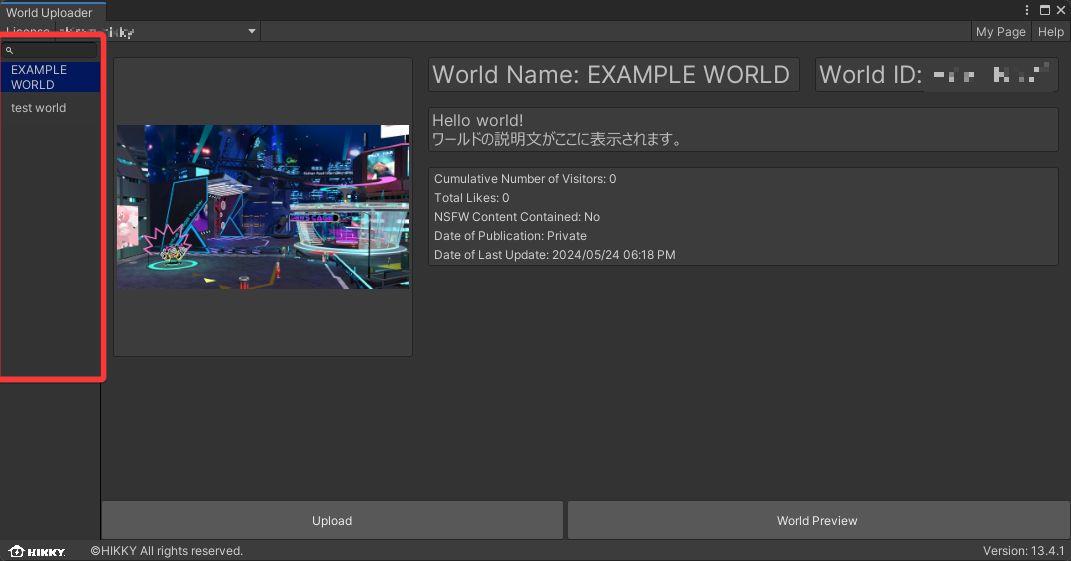 World Uploader
License
My Page
Help
EXAMPLE
WORLD
test world
World Name: EXAMPLE WORLD
World ID:
Hello world!
ワールドの説明文がここに表示されます。
Cumulative Number of Visitors: 0
Total Likes: 0
NSFW Content Contained: No
Date of Publication: Private
Date of Last Update: 2024/05/24 06:18 PM
Upload
World Preview
HIKKY
©HIKKY All rights reserved.
Version: 13.4.1